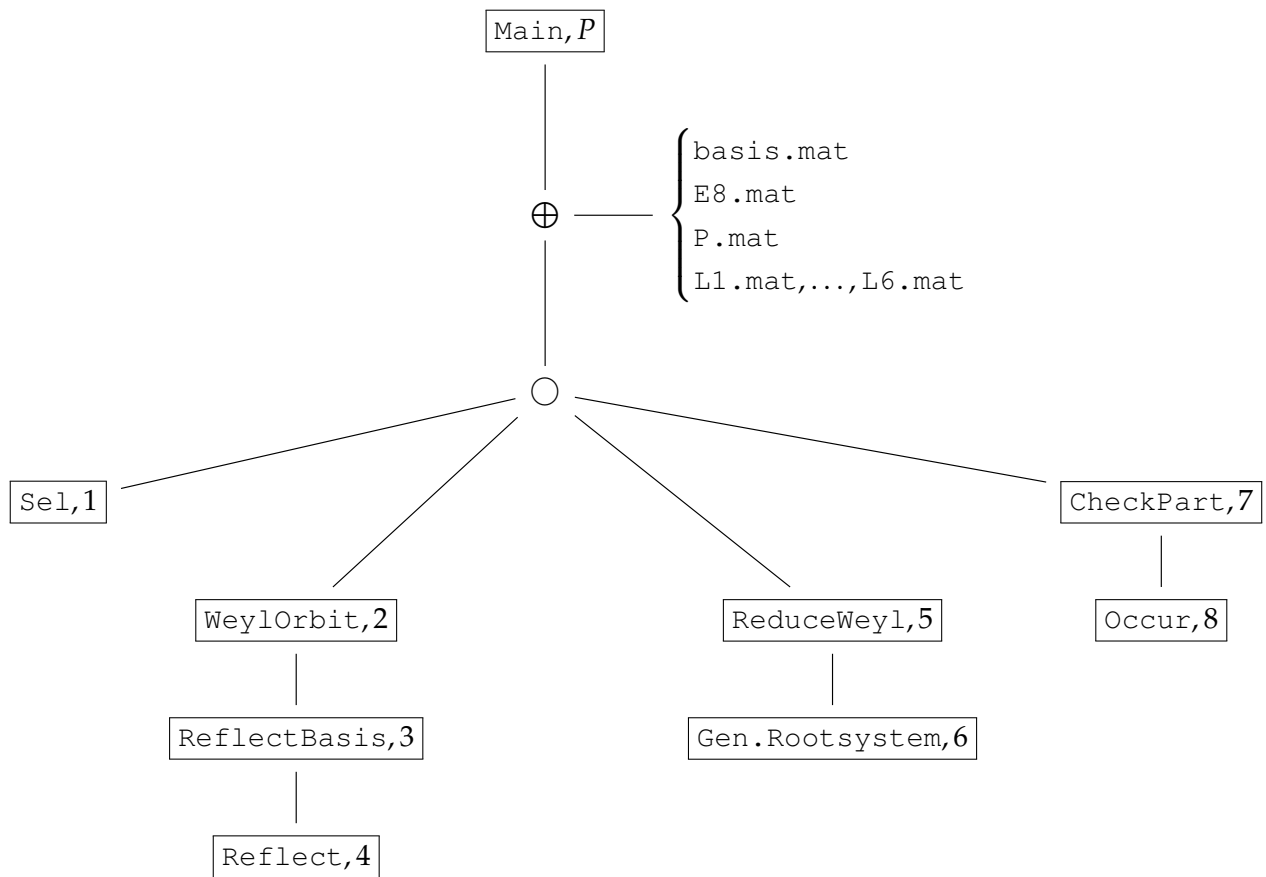 Main,P
basis.mat
E8.mat
P.mat
L1.mat,...,L6.mat
Sel,1
CheckPart,7
WeylOrbit,2
ReduceWeyl,5
Occur,8
ReflectBasis,3
Gen.Rootsystem,6
Reflect,4